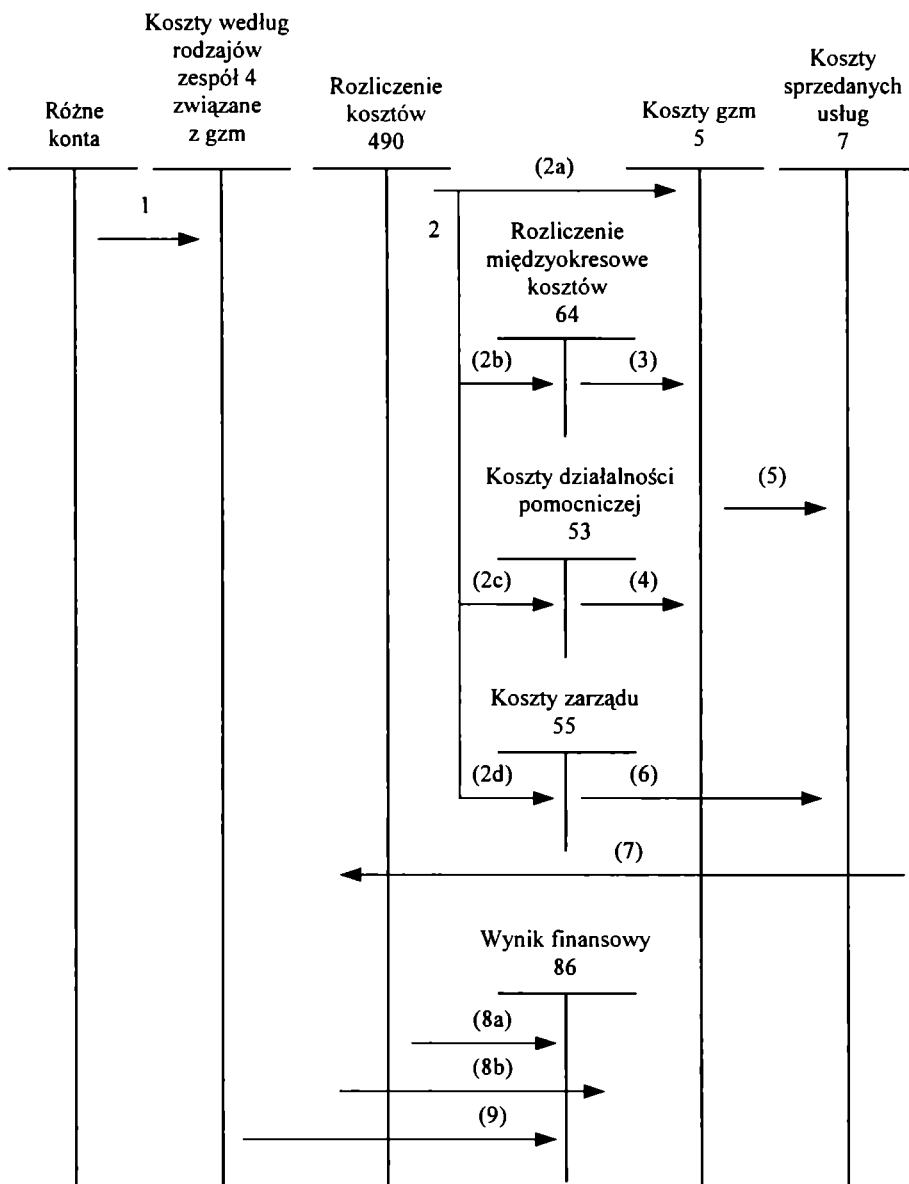 Różne
konta
Koszty według
rodzajów
zespół 4
związane
z gzm
Rozliczenie
kosztów
490
Koszty gzm
5
Koszty
sprzedanych
usług
7
1
2
(2a)
Rozliczenie
międzyokresowe
kosztów
64
(2b)
(3)
Koszty działalności
pomocniczej
53
(5)
(2c)
(4)
Koszty zarządu
55
(2d)
(6)
(7)
Wynik finansowy
86
(8a)
(8b)
(9)